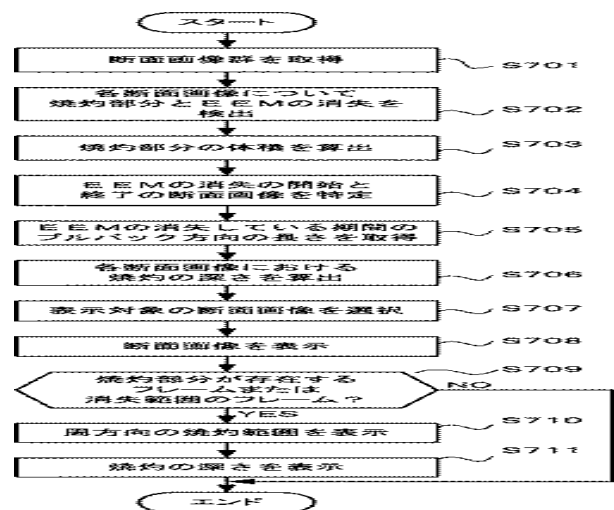 スタート
断面画像群を取得
S701
各断面画像について
焼灼部分とEEMの消失を
検出
S702
焼灼部分の体積を算出
S703
EEMの消失の開始と
終了の断面画像を特定
S704
EEMの消失している期間の
プルバック方向の長さを取得
S705
各断面画像における
焼灼の深さを算出
S706
表示対象の断面画像を選択
S707
断面画像を表示
S708
焼灼部分が存在する
フレームまたは
消失範囲のフレーム？
S709
NO
YES
周方向の焼灼範囲を表示
S710
焼灼の深さを表示
S711
エンド